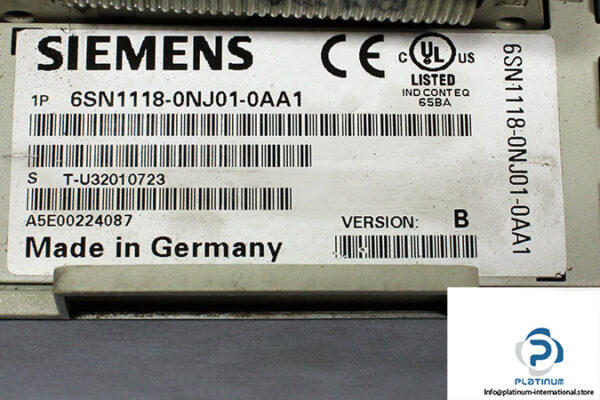 SIEMENS
CE
C UL US
LISTED
IND CONT EQ
65BA
1P 6SN1118-0NJ01-0AA1
S T-U32010723
A5E00224087
VERSION: B
Made in Germany
6SN1118-0NJ01-0AA1
PLATINUM
Info@platinum-international.store